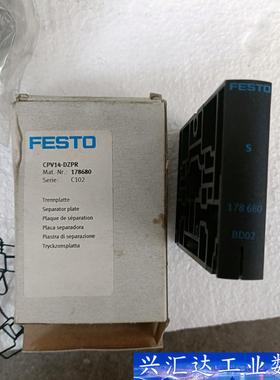 FESTO
CPV14-DZPR
Mat.-Nr.: 178680
Serie: C102
Trennplatte
Separator plate
Plaque de séparation
Placa separadora
Piastra di separazione
Tryckzonsplatta
FESTO
S
178 680
BD02
兴汇达工业数